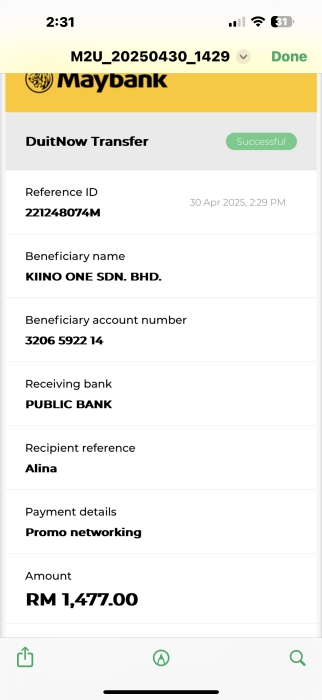 2:31
31
M2U_20250430_1429
Done
Maybank
DuitNow Transfer
Successful
Reference ID
30 Apr 2025, 2:29 PM
221248074M
Beneficiary name
KIINO ONE SDN. BHD.
Beneficiary account number
3206 5922 14
Receiving bank
PUBLIC BANK
Recipient reference
Alina
Payment details
Promo networking
Amount
RM 1,477.00